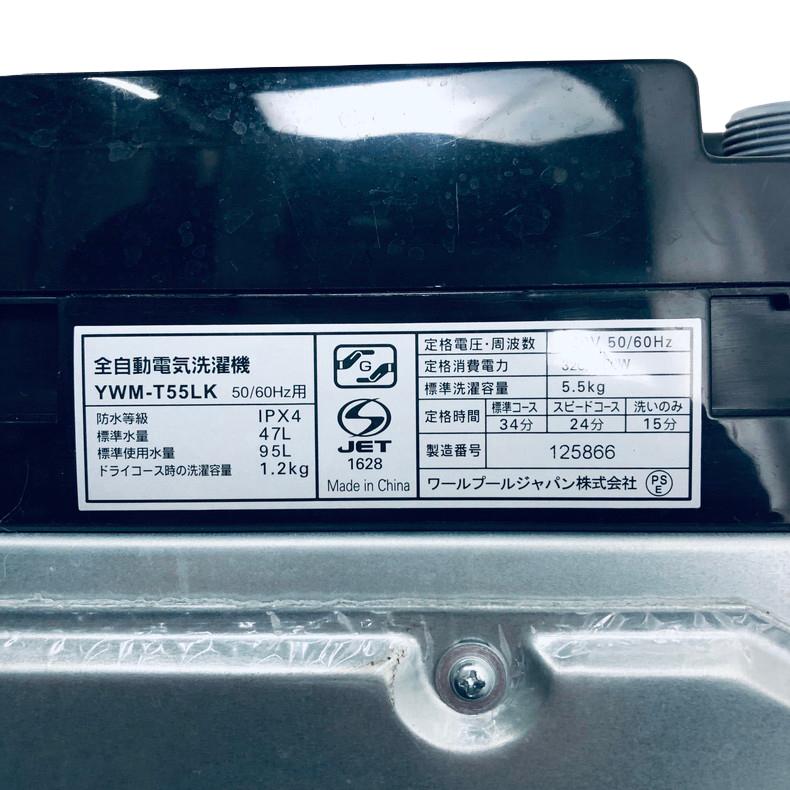 全自動電気洗濯機
YWM-T55LK 50/60Hz用
防水等級 IPX4
標準水量 47L
標準使用水量 95L
ドライコース時の洗濯容量 1.2kg
G
JET
1628
Made in China
定格電圧・周波数 50/60Hz
定格消費電力
標準洗濯容量 5.5kg
定格時間 標準コース スピードコース 洗いのみ
34分 24分 15分
製造番号 125866
ワールプールジャパン株式会社 PSE